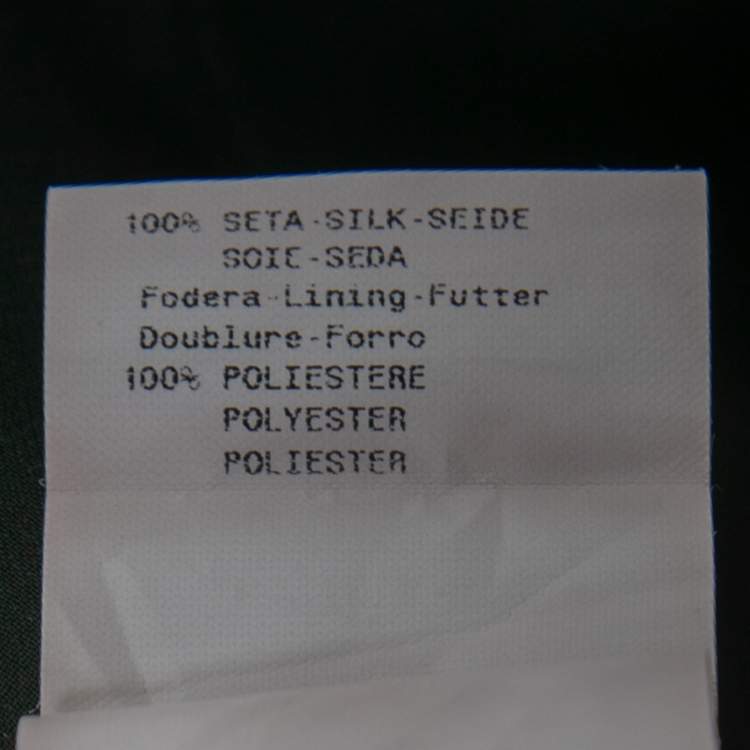 100% SETA-SILK-SEIDE
SOIE-SEDA
Fodera-Lining-Futter
Doublure-Forro
100% POLIESTERE
POLYESTER
POLIESTER